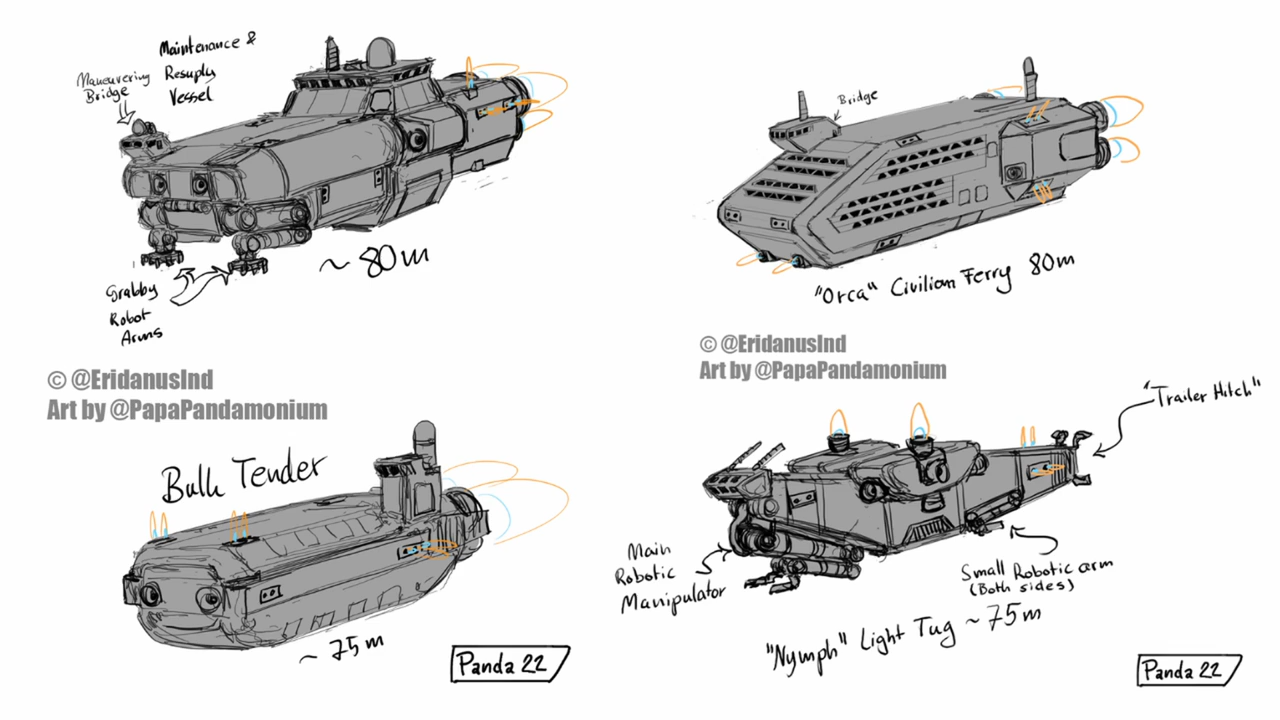 Maintenance &
Resuply
Vessel
Maneuvering
Bridge
~ 80m
Grabby
Robot
Arms
© @EridanusInd
Art by @PapaPandamonium
Bridge
"Orca" Civilian Ferry 80m
© @EridanusInd
Art by @PapaPandamonium
Bulk Tender
~ 75m
Panda 22
"Trailer Hitch"
Main
Robotic
Manipulator
Small Robotic arm
(Both sides)
"Nymph" Light Tug ~ 75m
Panda 22